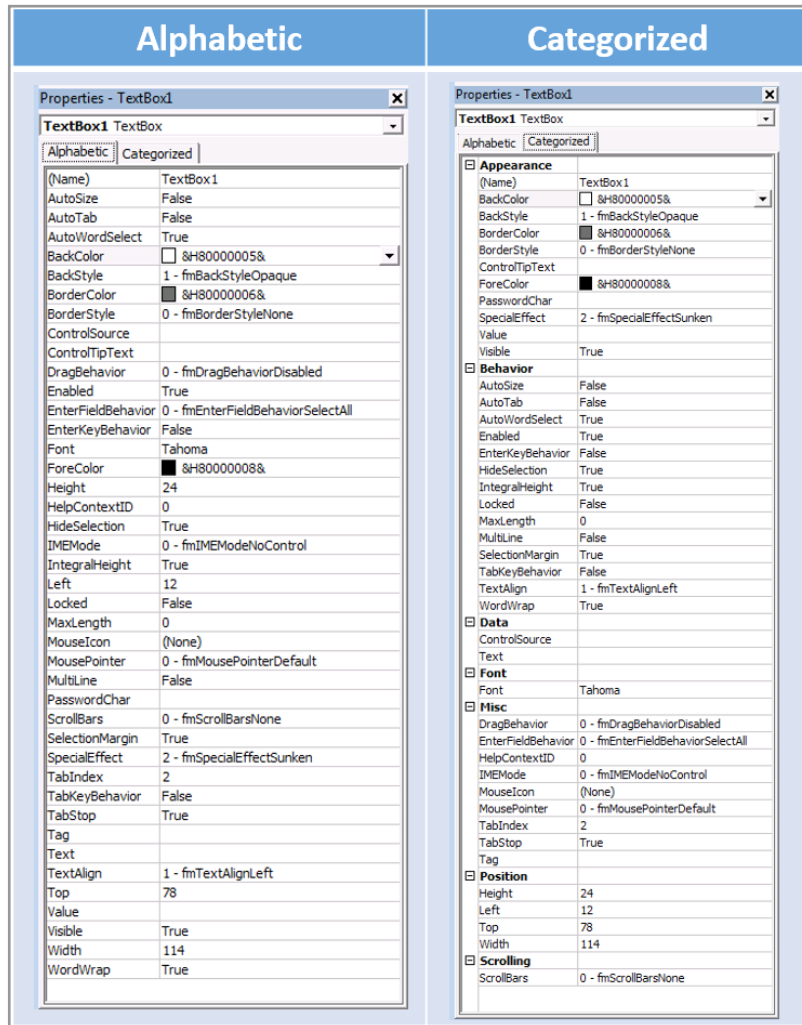 Alphabetic
Properties - TextBox1
TextBox1 TextBox
Alphabetic Categorized
(Name) TextBox1
AutoSize False
AutoTab False
AutoWordSelect True
BackColor &H80000005&
BackStyle 1 - fmBackStyleOpaque
BorderColor &H80000006&
BorderStyle 0 - fmBorderStyleNone
ControlSource
ControlTipText
DragBehavior 0 - fmDragBehaviorDisabled
Enabled True
EnterFieldBehavior 0 - fmEnterFieldBehaviorSelectAll
EnterKeyBehavior False
Font Tahoma
ForeColor &H80000008&
Height 24
HelpContextID 0
HideSelection True
IMEMode 0 - fmIMEModeNoControl
IntegralHeight True
Left 12
Locked False
MaxLength 0
MouseIcon (None)
MousePointer 0 - fmMousePointerDefault
MultiLine False
PasswordChar
ScrollBars 0 - fmScrollBarsNone
SelectionMargin True
SpecialEffect 2 - fmSpecialEffectSunken
TabIndex 2
TabKeyBehavior False
TabStop True
Tag
Text
TextAlign 1 - fmTextAlignLeft
Top 78
Value
Visible True
Width 114
WordWrap True
Categorized
Properties - TextBox1
TextBox1 TextBox
Alphabetic Categorized
Appearance
(Name) TextBox1
BackColor &H80000005&
BackStyle 1 - fmBackStyleOpaque
BorderColor &H80000006&
BorderStyle 0 - fmBorderStyleNone
ControlTipText
ForeColor &H80000008&
PasswordChar
SpecialEffect 2 - fmSpecialEffectSunken
Value
Visible True
Behavior
AutoSize False
AutoTab False
AutoWordSelect True
Enabled True
EnterKeyBehavior False
HideSelection True
IntegralHeight True
Locked False
MaxLength 0
MultiLine False
SelectionMargin True
TabKeyBehavior False
TextAlign 1 - fmTextAlignLeft
WordWrap True
Data
ControlSource
Text
Font
Font Tahoma
Misc
DragBehavior 0 - fmDragBehaviorDisabled
EnterFieldBehavior 0 - fmEnterFieldBehaviorSelectAll
HelpContextID 0
IMEMode 0 - fmIMEModeNoControl
MouseIcon (None)
MousePointer 0 - fmMousePointerDefault
TabIndex 2
TabStop True
Tag
Position
Height 24
Left 12
Top 78
Width 114
Scrolling
ScrollBars 0 - fmScrollBarsNone